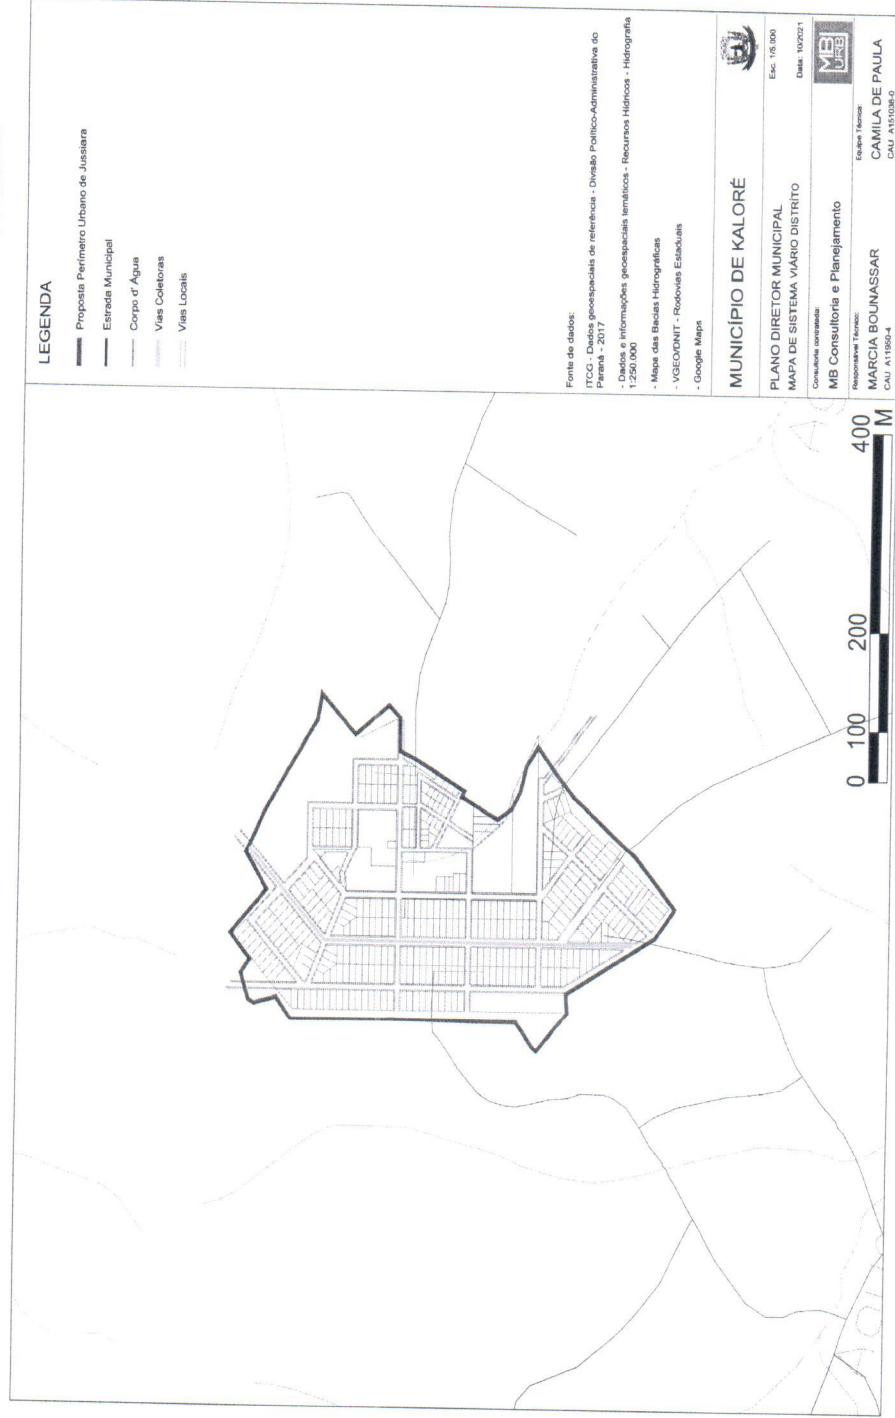 LEGENDA
Proposta Perímetro Urbano de Jussiara
Estrada Municipal
Corpo d' Água
Vias Coletoras
Vias Locais
Fonte de dados:
ITCG - Dados geoespaciais de referência - Divisão Político-Administrativa do
Paraná - 2017
- Dados e informações geoespaciais temáticos - Recursos Hídricos - Hidrografia
1:250.000
- Mapa das Bacias Hidrográficas
- VGEO/DNIT - Rodovias Estaduais
- Google Maps
MUNICÍPIO DE KALORÉ
PLANO DIRETOR MUNICIPAL
MAPA DE SISTEMA VIÁRIO DISTRITO
Esc. 1/5.000
Data: 10/2021
Consultoria contratada:
MB Consultoria e Planejamento
MB
URB
Responsável Técnico:
MARCIA BOUNASSAR
CAU A11950-4
Equipe Técnica:
CAMILA DE PAULA
CAU A151038-0
0 100 200 400
M